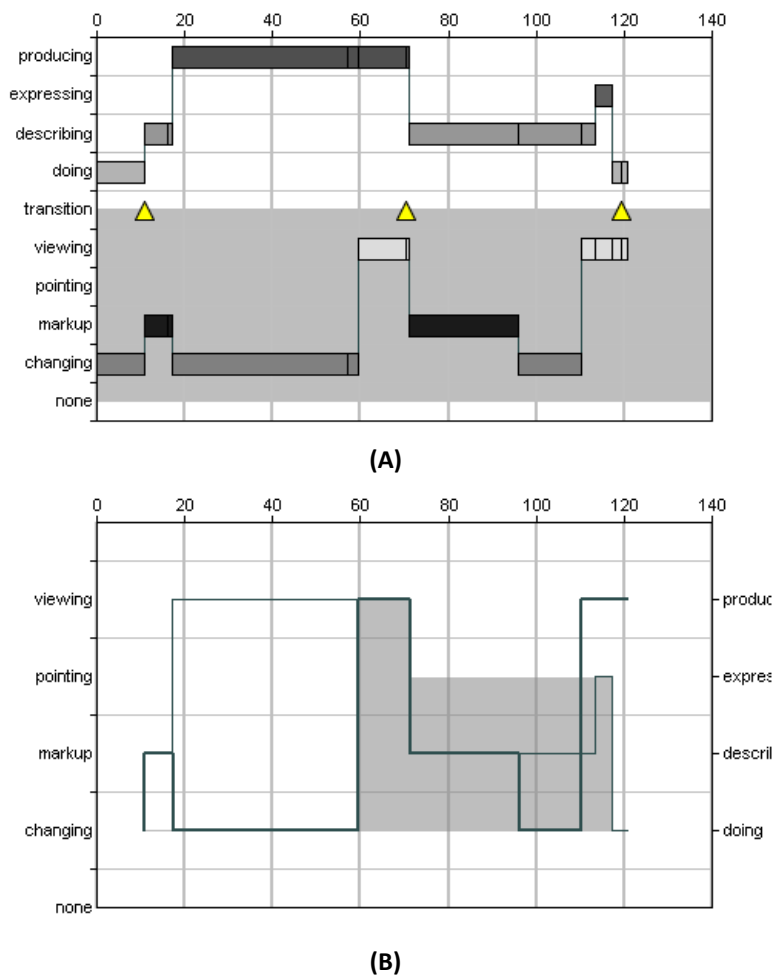 0 20 40 60 80 100 120 140
producing
expressing
describing
doing
transition
viewing
pointing
markup
changing
none
(A)
0 20 40 60 80 100 120 140
viewing produc
pointing expres
markup describ
changing doing
none
(B)